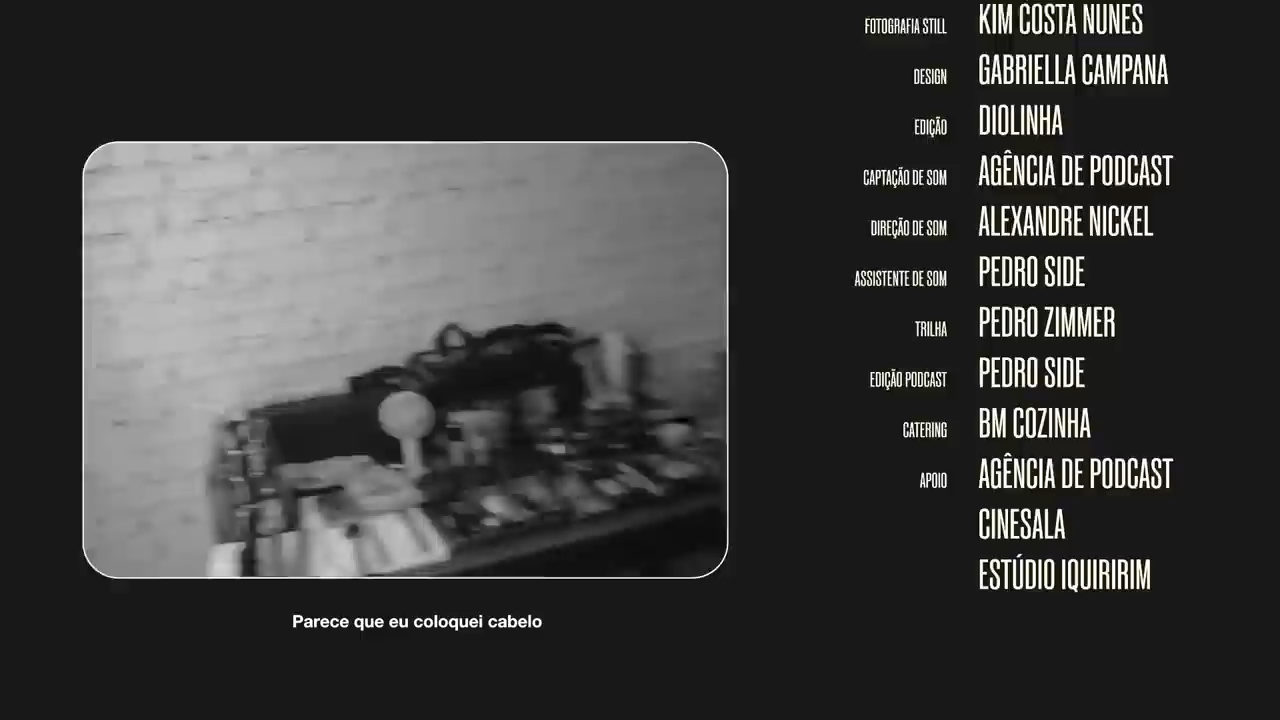 FOTOGRAFIA STILL KIM COSTA NUNES
DESIGN GABRIELLA CAMPANA
EDIÇÃO DIOLINHA
CAPTAÇÃO DE SOM AGÊNCIA DE PODCAST
DIREÇÃO DE SOM ALEXANDRE NICKEL
ASSISTENTE DE SOM PEDRO SIDE
TRILHA PEDRO ZIMMER
EDIÇÃO PODCAST PEDRO SIDE
CATERING BM COZINHA
APOIO AGÊNCIA DE PODCAST
CINESALA
ESTÚDIO IQUIRIRIM
Parece que eu coloquei cabelo